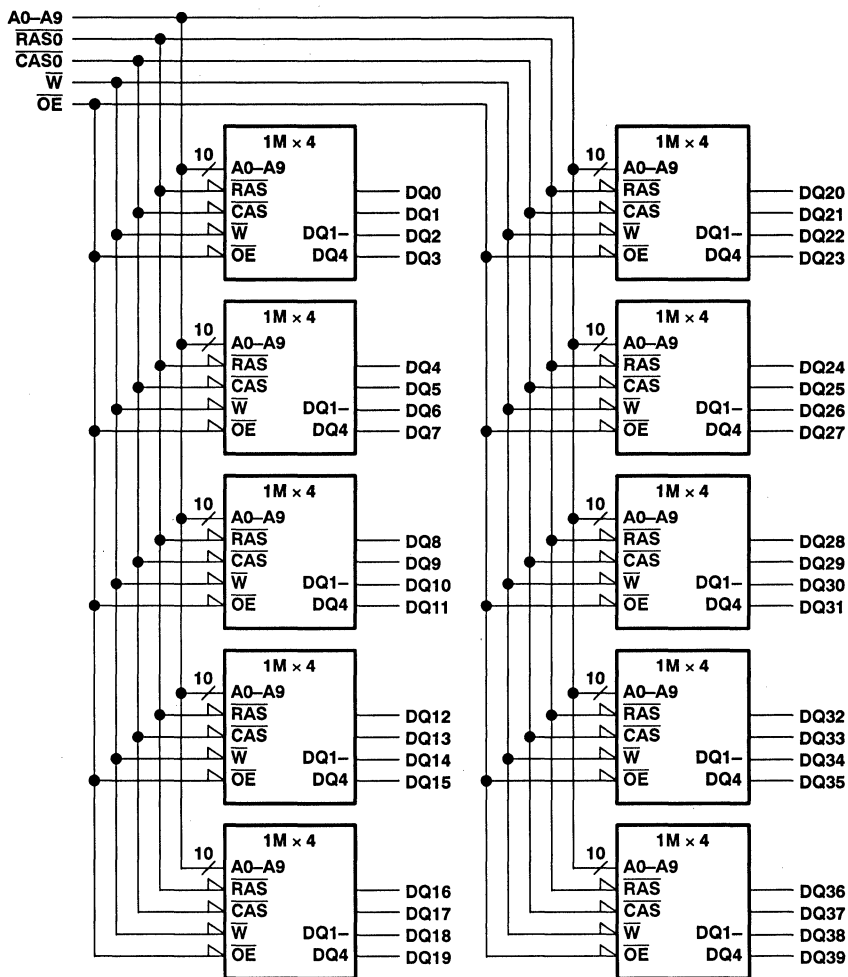 A0–A9
RAS0
CAS0
W
OE
1M × 4
10
A0–A9
RAS
CAS
W
OE
DQ1–
DQ4
DQ0
DQ1
DQ2
DQ3
1M × 4
10
A0–A9
RAS
CAS
W
OE
DQ1–
DQ4
DQ20
DQ21
DQ22
DQ23
1M × 4
10
A0–A9
RAS
CAS
W
OE
DQ1–
DQ4
DQ4
DQ5
DQ6
DQ7
1M × 4
10
A0–A9
RAS
CAS
W
OE
DQ1–
DQ4
DQ24
DQ25
DQ26
DQ27
1M × 4
10
A0–A9
RAS
CAS
W
OE
DQ1–
DQ4
DQ8
DQ9
DQ10
DQ11
1M × 4
10
A0–A9
RAS
CAS
W
OE
DQ1–
DQ4
DQ28
DQ29
DQ30
DQ31
1M × 4
10
A0–A9
RAS
CAS
W
OE
DQ1–
DQ4
DQ12
DQ13
DQ14
DQ15
1M × 4
10
A0–A9
RAS
CAS
W
OE
DQ1–
DQ4
DQ32
DQ33
DQ34
DQ35
1M × 4
10
A0–A9
RAS
CAS
W
OE
DQ1–
DQ4
DQ16
DQ17
DQ18
DQ19
1M × 4
10
A0–A9
RAS
CAS
W
OE
DQ1–
DQ4
DQ36
DQ37
DQ38
DQ39